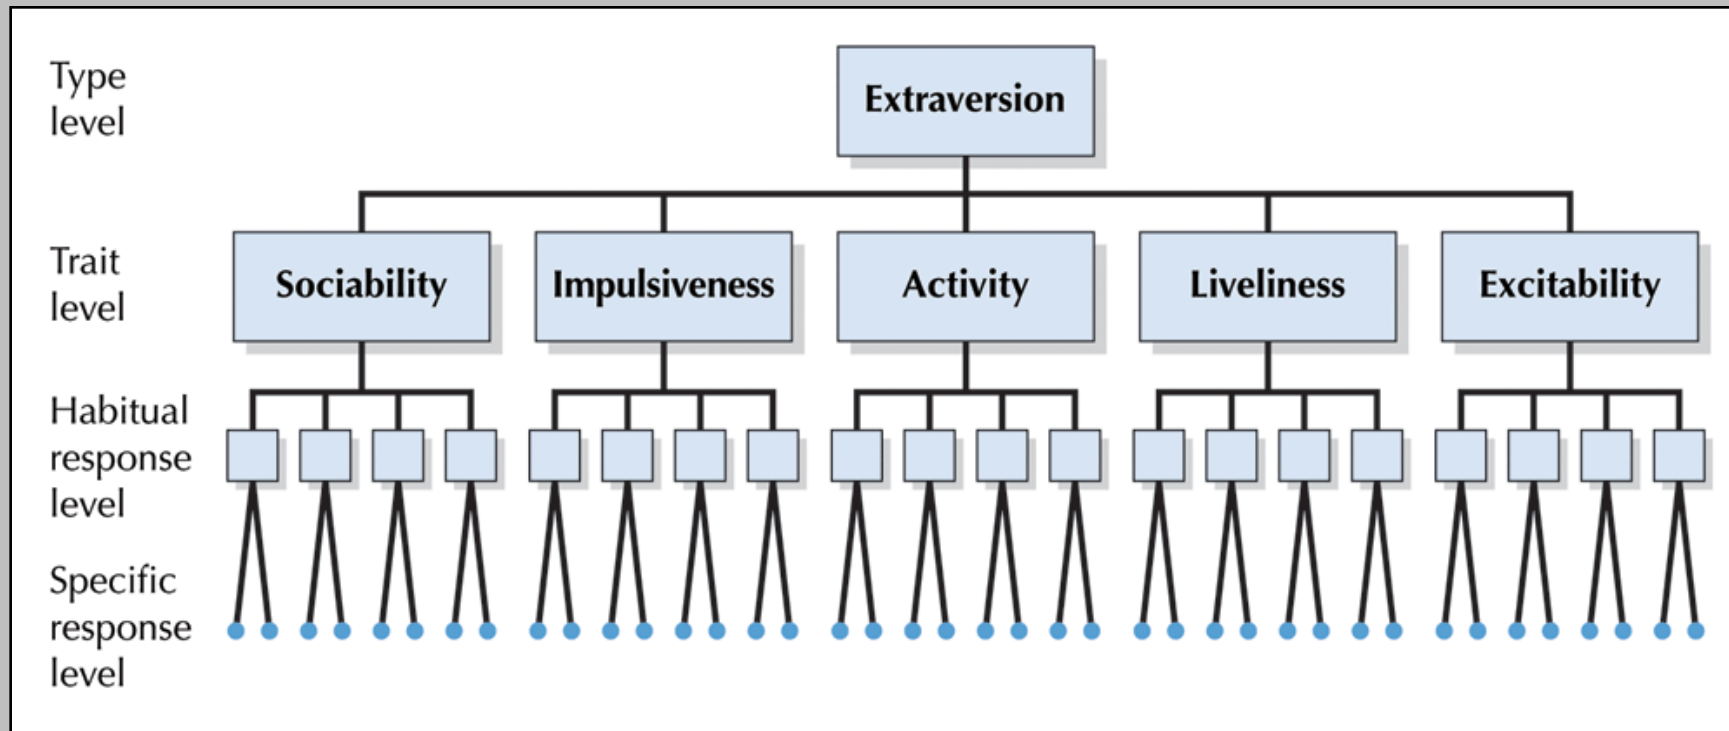 Type
level
Extraversion
Trait
level
Sociability
Impulsiveness
Activity
Liveliness
Excitability
Habitual
response
level
Specific
response
level